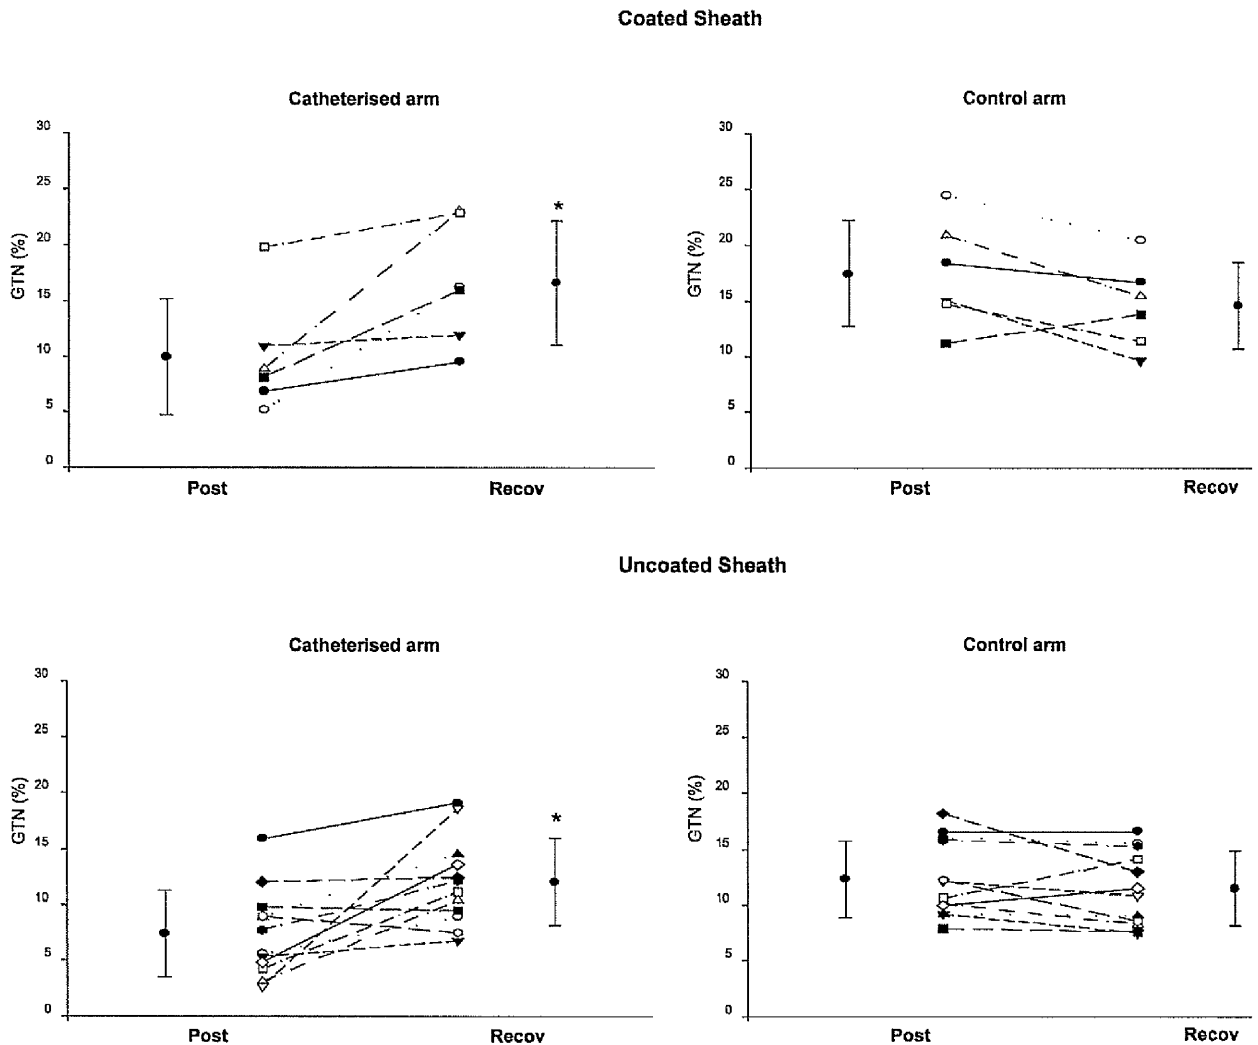 Coated Sheath
Catheterised arm
Control arm
30
25
20
15
10
5
0
GTN (%)
Post
Recov
*
30
25
20
15
10
5
0
GTN (%)
Post
Recov
Uncoated Sheath
Catheterised arm
Control arm
30
25
20
15
10
5
0
GTN (%)
Post
Recov
*
30
25
20
15
10
5
0
GTN (%)
Post
Recov